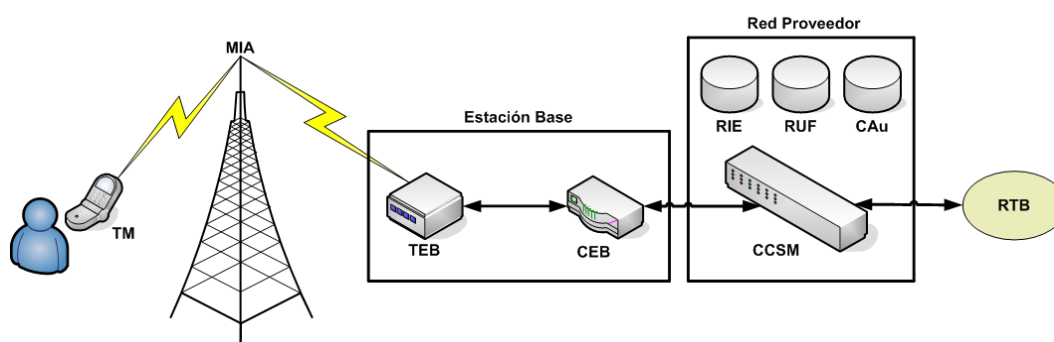 MIA
TM
Estación Base
TEB
CEB
Red Proveedor
RIE
RUF
CAu
CCSM
RTB